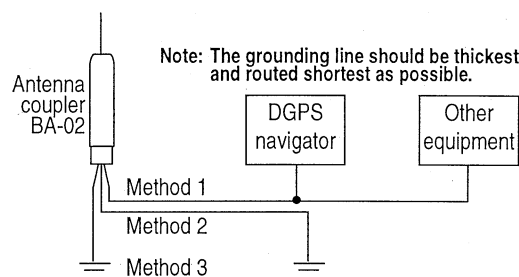 Note: The grounding line should be thickest
and routed shortest as possible.
Antenna
coupler
BA-02
DGPS
navigator
Other
equipment
Method 1
Method 2
Method 3